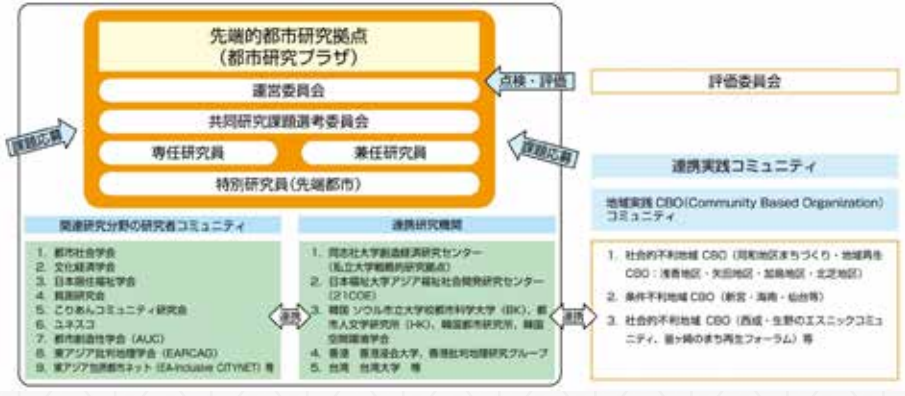 先端的都市研究拠点
（都市研究プラザ）
運営委員会
共同研究課題選考委員会
専任研究員
兼任研究員
特別研究員(先端都市)
点検・評価
課題応募
課題応募
評価委員会
連携実践コミュニティ
地域実践 CBO(Community Based Organization)
コミュニティ
関連研究分野の研究者コミュニティ
1. 都市社会学会
2. 文化経済学会
3. 日本居住福祉学会
4. 貧困研究会
5. こりあんコミュニティ研究会
6. ユネスコ
7. 都市創造性学会（AUC）
8. 東アジア批判地理学会（EARCAG）
9. 東アジア包摂都市ネット（EA-Inclusive CITYNET）等
連携
連携研究機関
1. 同志社大学創造経済研究センター
（私立大学戦略的研究拠点）
2. 日本福祉大学アジア福祉社会開発研究センター
（21COE）
3. 韓国 ソウル市立大学校都市科学大学（BK）、都
市人文学研究所（HK）、韓国都市研究所、韓国
空間環境学会
4. 香港 香港浸会大学、香港批判地理研究グループ
5. 台湾 台湾大学 等
連携
1. 社会的不利地域 CBO（同和地区まちづくり・地域再生
CBO：浅香地区・矢田地区・加島地区・北芝地区）
2. 条件不利地域 CBO（新宮・海南・仙台等）
3. 社会的不利地域 CBO（西成・生野のエスニックコミュ
ニティ、釜ヶ崎のまち再生フォーラム）等